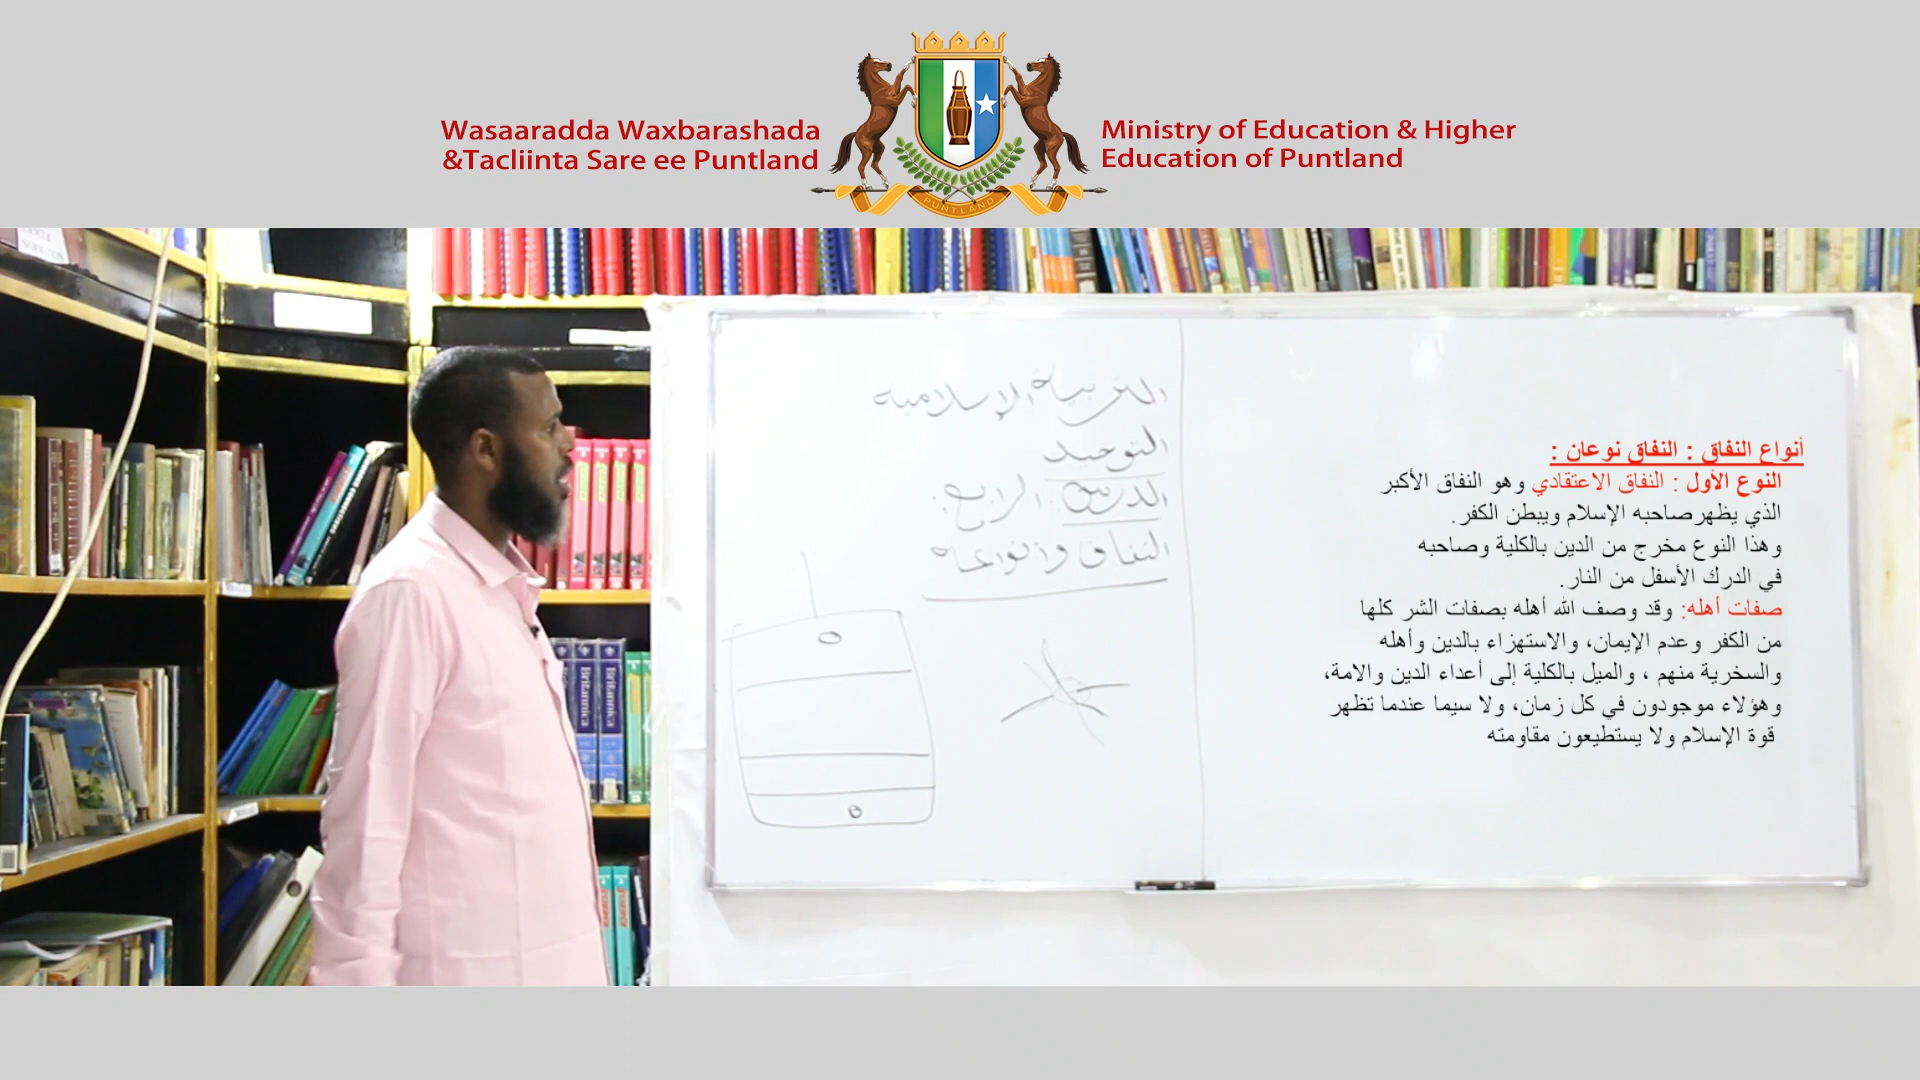 Wasaaradda Waxbarashada
&Tacliinta Sare ee Puntland
Ministry of Education & Higher
Education of Puntland
PUNTLAND
التربية الإسلامية
التوحيد
الدرس الرابع:
النفاق وأنواعه
أنواع النفاق : النفاق نوعان :
النوع الأول : النفاق الاعتقادي وهو النفاق الأكبر
الذي يظهرصاحبه الإسلام ويبطن الكفر.
وهذا النوع مخرج من الدين بالكلية وصاحبه
في الدرك الأسفل من النار.
صفات أهله: وقد وصف الله أهله بصفات الشر كلها
من الكفر وعدم الإيمان، والاستهزاء بالدين وأهله
والسخرية منهم ، والميل بالكلية إلى أعداء الدين والامة،
وهؤلاء موجودون في كل زمان، ولا سيما عندما تظهر
قوة الإسلام ولا يستطيعون مقاومته
Britannica
Britannica